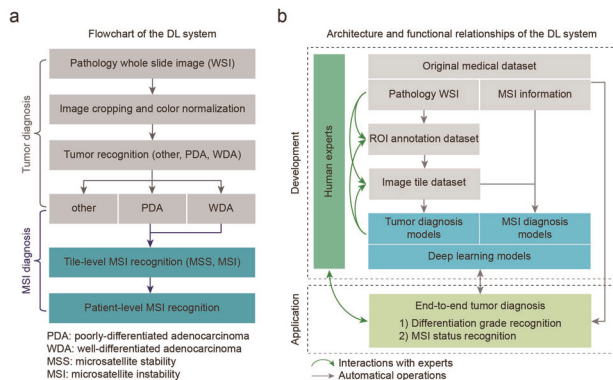 a
Flowchart of the DL system
Pathology whole slide image (WSI)
Image cropping and color normalization
Tumor recognition (other, PDA, WDA)
other
PDA
WDA
Tile-level MSI recognition (MSS, MSI)
Patient-level MSI recognition
Tumor diagnosis
MSI diagnosis
PDA: poorly-differentiated adenocarcinoma
WDA: well-differentiated adenocarcinoma
MSS: microsatellite stability
MSI: microsatellite instability
b
Architecture and functional relationships of the DL system
Development
Human experts
Original medical dataset
Pathology WSI
MSI information
ROI annotation dataset
Image tile dataset
Tumor diagnosis
models
MSI diagnosis
models
Deep learning models
Application
End-to-end tumor diagnosis
1) Differentiation grade recognition
2) MSI status recognition
Interactions with experts
Automatical operations